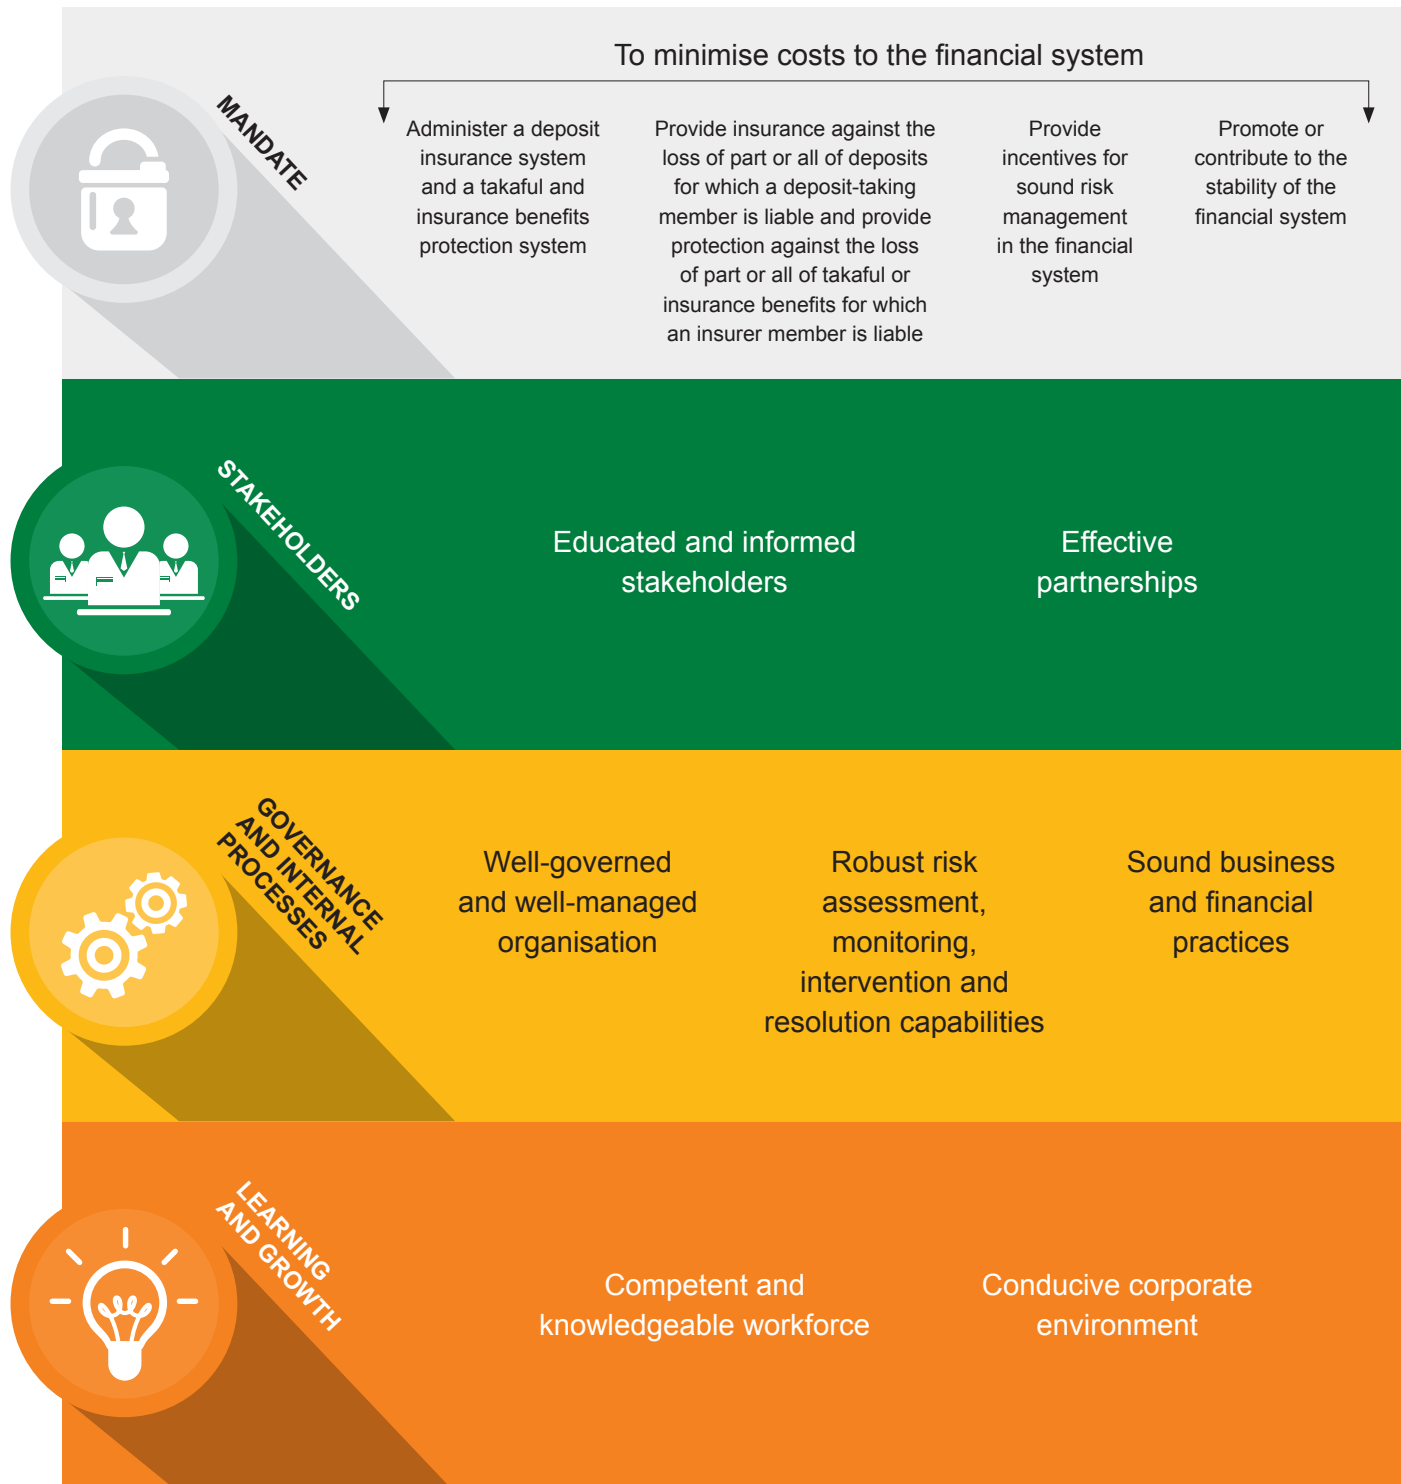 To minimise costs to the financial system
MANDATE
Administer a deposit
insurance system
and a takaful and
insurance benefits
protection system
Provide insurance against the
loss of part or all of deposits
for which a deposit-taking
member is liable and provide
protection against the loss
of part or all of takaful or
insurance benefits for which
an insurer member is liable
Provide
incentives for
sound risk
management
in the financial
system
Promote or
contribute to the
stability of the
financial system
STAKEHOLDERS
Educated and informed
stakeholders
Effective
partnerships
GOVERNANCE
AND INTERNAL
PROCESSES
Well-governed
and well-managed
organisation
Robust risk
assessment,
monitoring,
intervention and
resolution capabilities
Sound business
and financial
practices
LEARNING
AND GROWTH
Competent and
knowledgeable workforce
Conducive corporate
environment